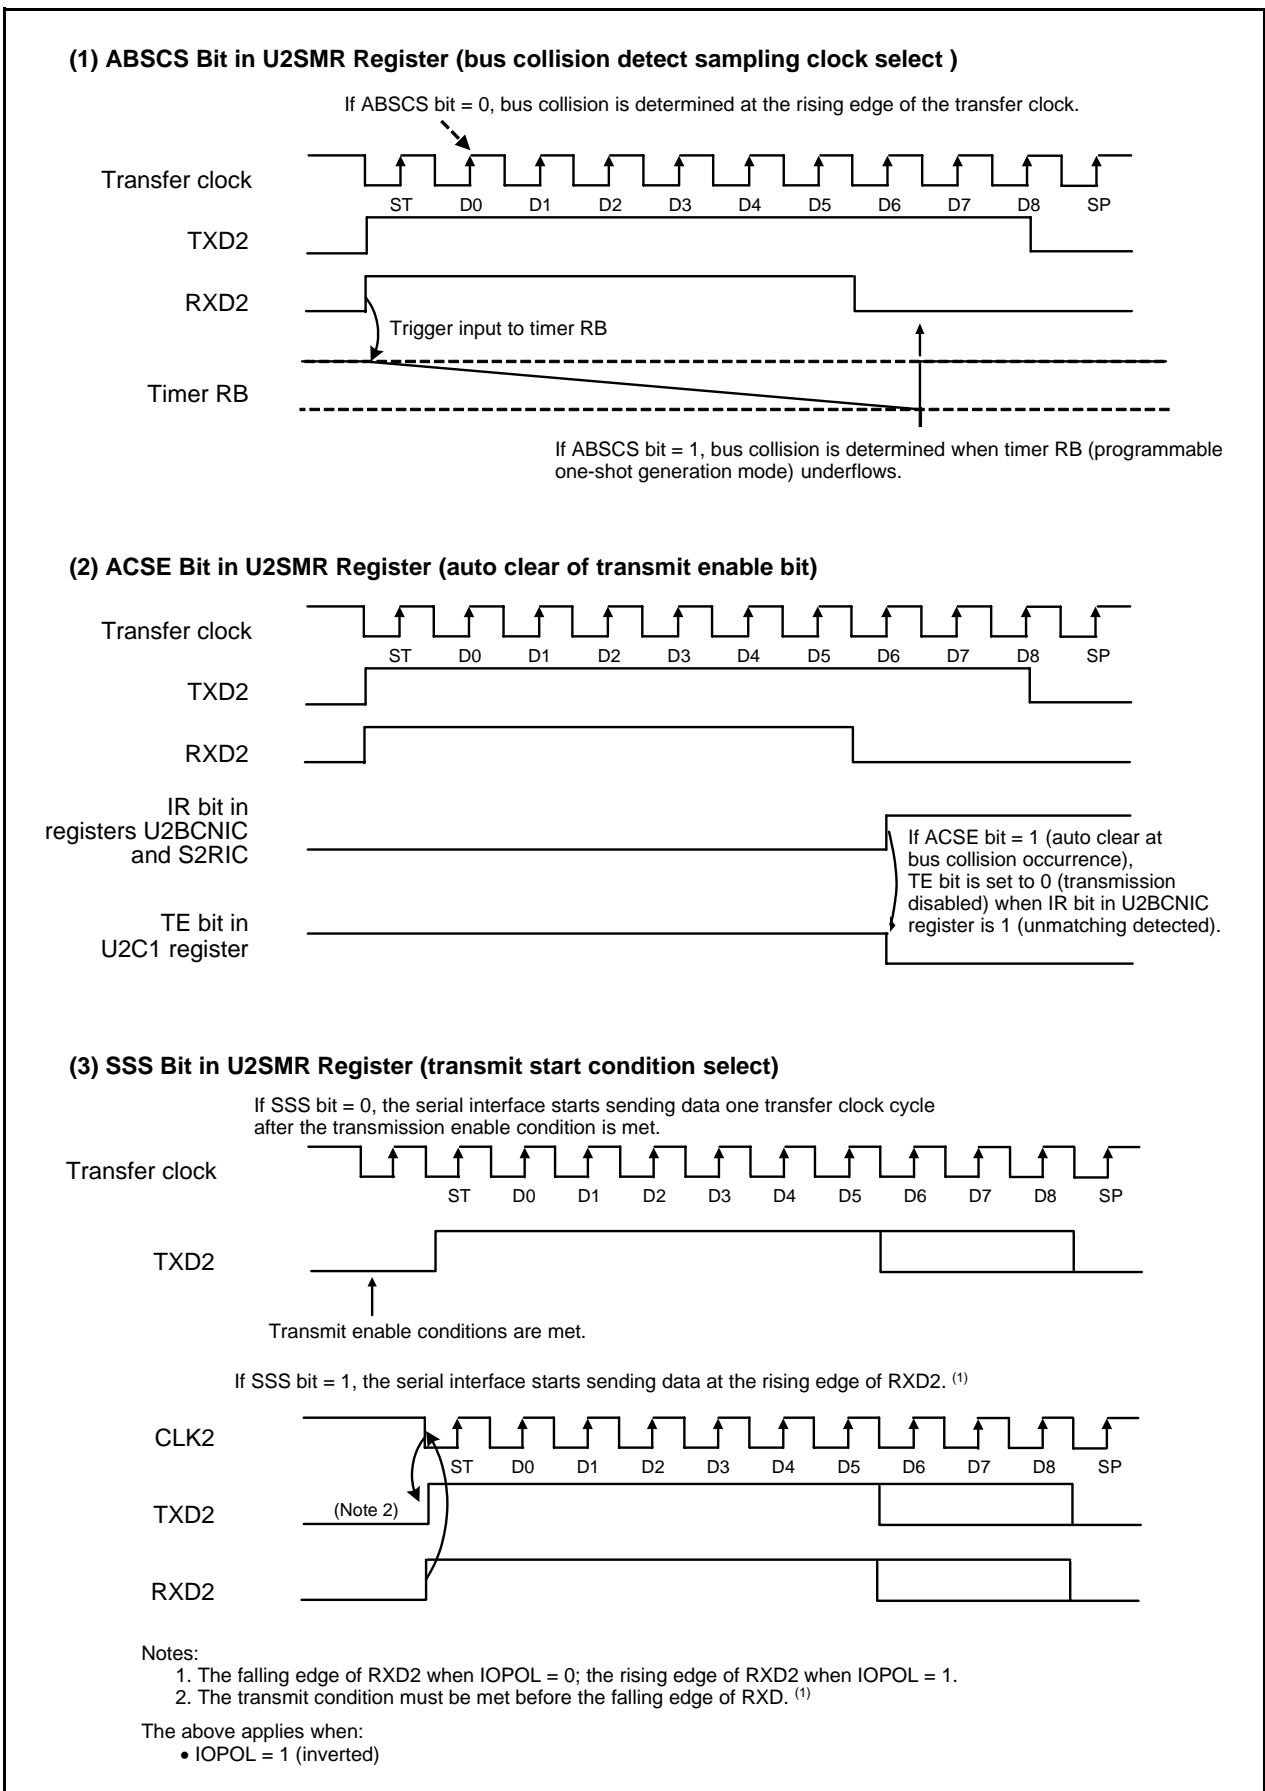 (1) ABSCS Bit in U2SMR Register (bus collision detect sampling clock select )
If ABSCS bit = 0, bus collision is determined at the rising edge of the transfer clock.
Transfer clock
ST D0 D1 D2 D3 D4 D5 D6 D7 D8 SP
TXD2
RXD2
Trigger input to timer RB
Timer RB
If ABSCS bit = 1, bus collision is determined when timer RB (programmable
one-shot generation mode) underflows.
(2) ACSE Bit in U2SMR Register (auto clear of transmit enable bit)
Transfer clock
ST D0 D1 D2 D3 D4 D5 D6 D7 D8 SP
TXD2
RXD2
IR bit in
registers U2BCNIC
and S2RIC
If ACSE bit = 1 (auto clear at
bus collision occurrence),
TE bit is set to 0 (transmission
disabled) when IR bit in U2BCNIC
register is 1 (unmatching detected).
TE bit in
U2C1 register
(3) SSS Bit in U2SMR Register (transmit start condition select)
If SSS bit = 0, the serial interface starts sending data one transfer clock cycle
after the transmission enable condition is met.
Transfer clock
ST D0 D1 D2 D3 D4 D5 D6 D7 D8 SP
TXD2
Transmit enable conditions are met.
If SSS bit = 1, the serial interface starts sending data at the rising edge of RXD2. (1)
CLK2
ST D0 D1 D2 D3 D4 D5 D6 D7 D8 SP
TXD2
(Note 2)
RXD2
Notes:
1. The falling edge of RXD2 when IOPOL = 0; the rising edge of RXD2 when IOPOL = 1.
2. The transmit condition must be met before the falling edge of RXD. (1)
The above applies when:
• IOPOL = 1 (inverted)